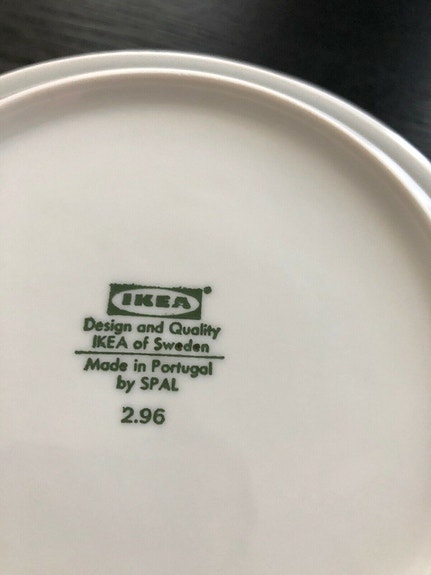 IKEA
Design and Quality
IKEA of Sweden
Made in Portugal
by SPAL
2.96